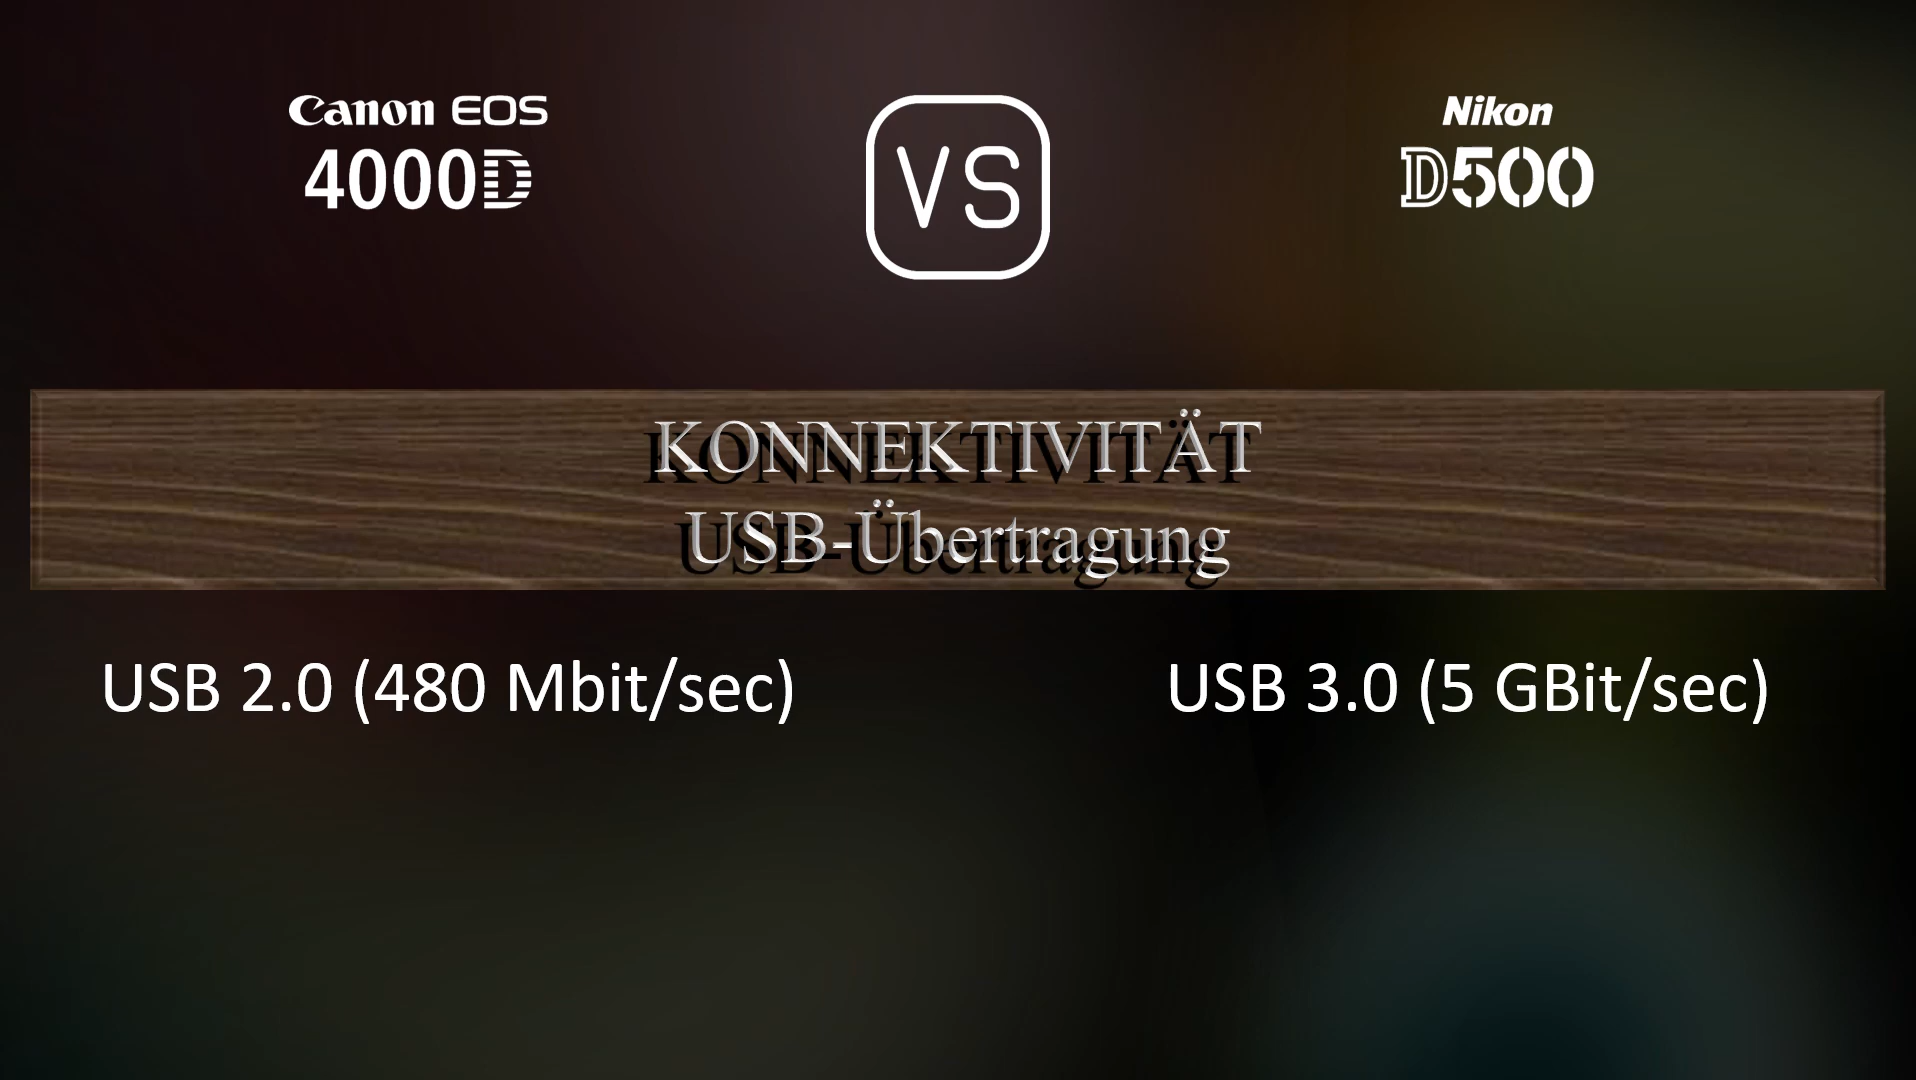 Canon EOS
4000D
VS
Nikon
D500
KONNEKTIVITÄT
USB-Übertragung
USB 2.0 (480 Mbit/sec)
USB 3.0 (5 GBit/sec)